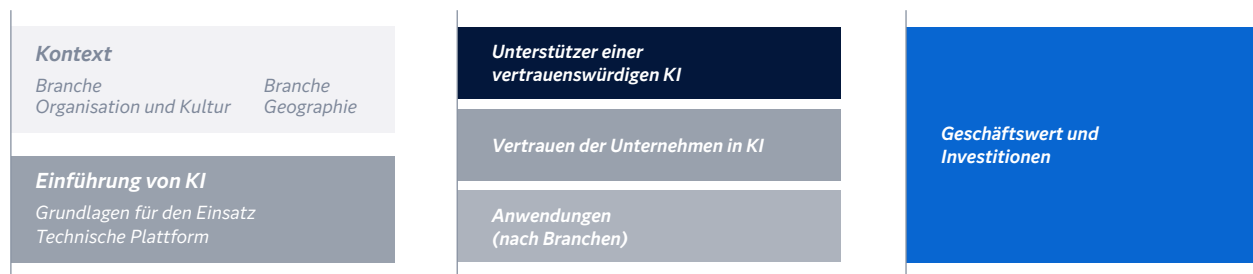 Kontext
Branche
Organisation und Kultur
Branche
Geographie
Einführung von KI
Grundlagen für den Einsatz
Technische Plattform
Unterstützer einer
vertrauenswürdigen KI
Vertrauen der Unternehmen in KI
Anwendungen
(nach Branchen)
Geschäftswert und
Investitionen